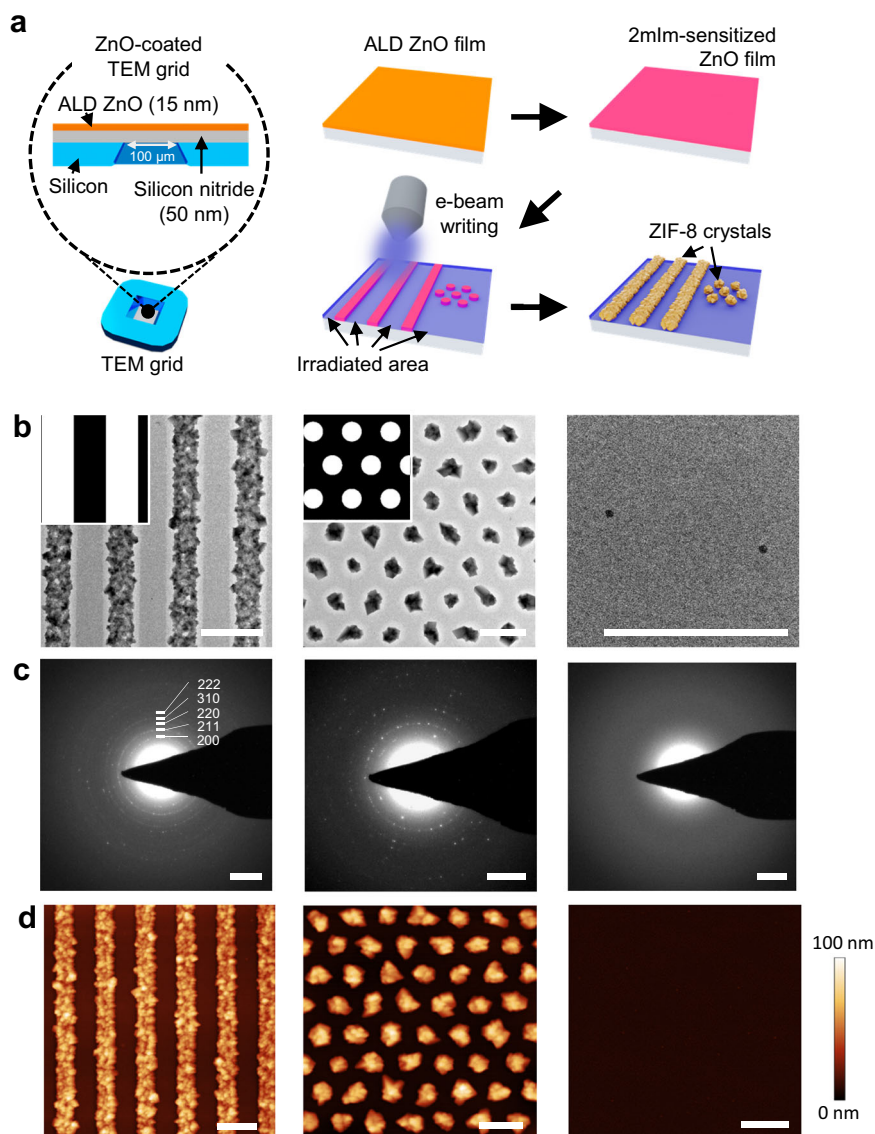 a
ZnO-coated
TEM grid
ALD ZnO (15 nm)
100 µm
Silicon
Silicon nitride
(50 nm)
TEM grid
ALD ZnO film
2mIm-sensitized
ZnO film
e-beam
writing
Irradiated area
ZIF-8 crystals
b
c
222
310
220
211
200
d
100 nm
0 nm